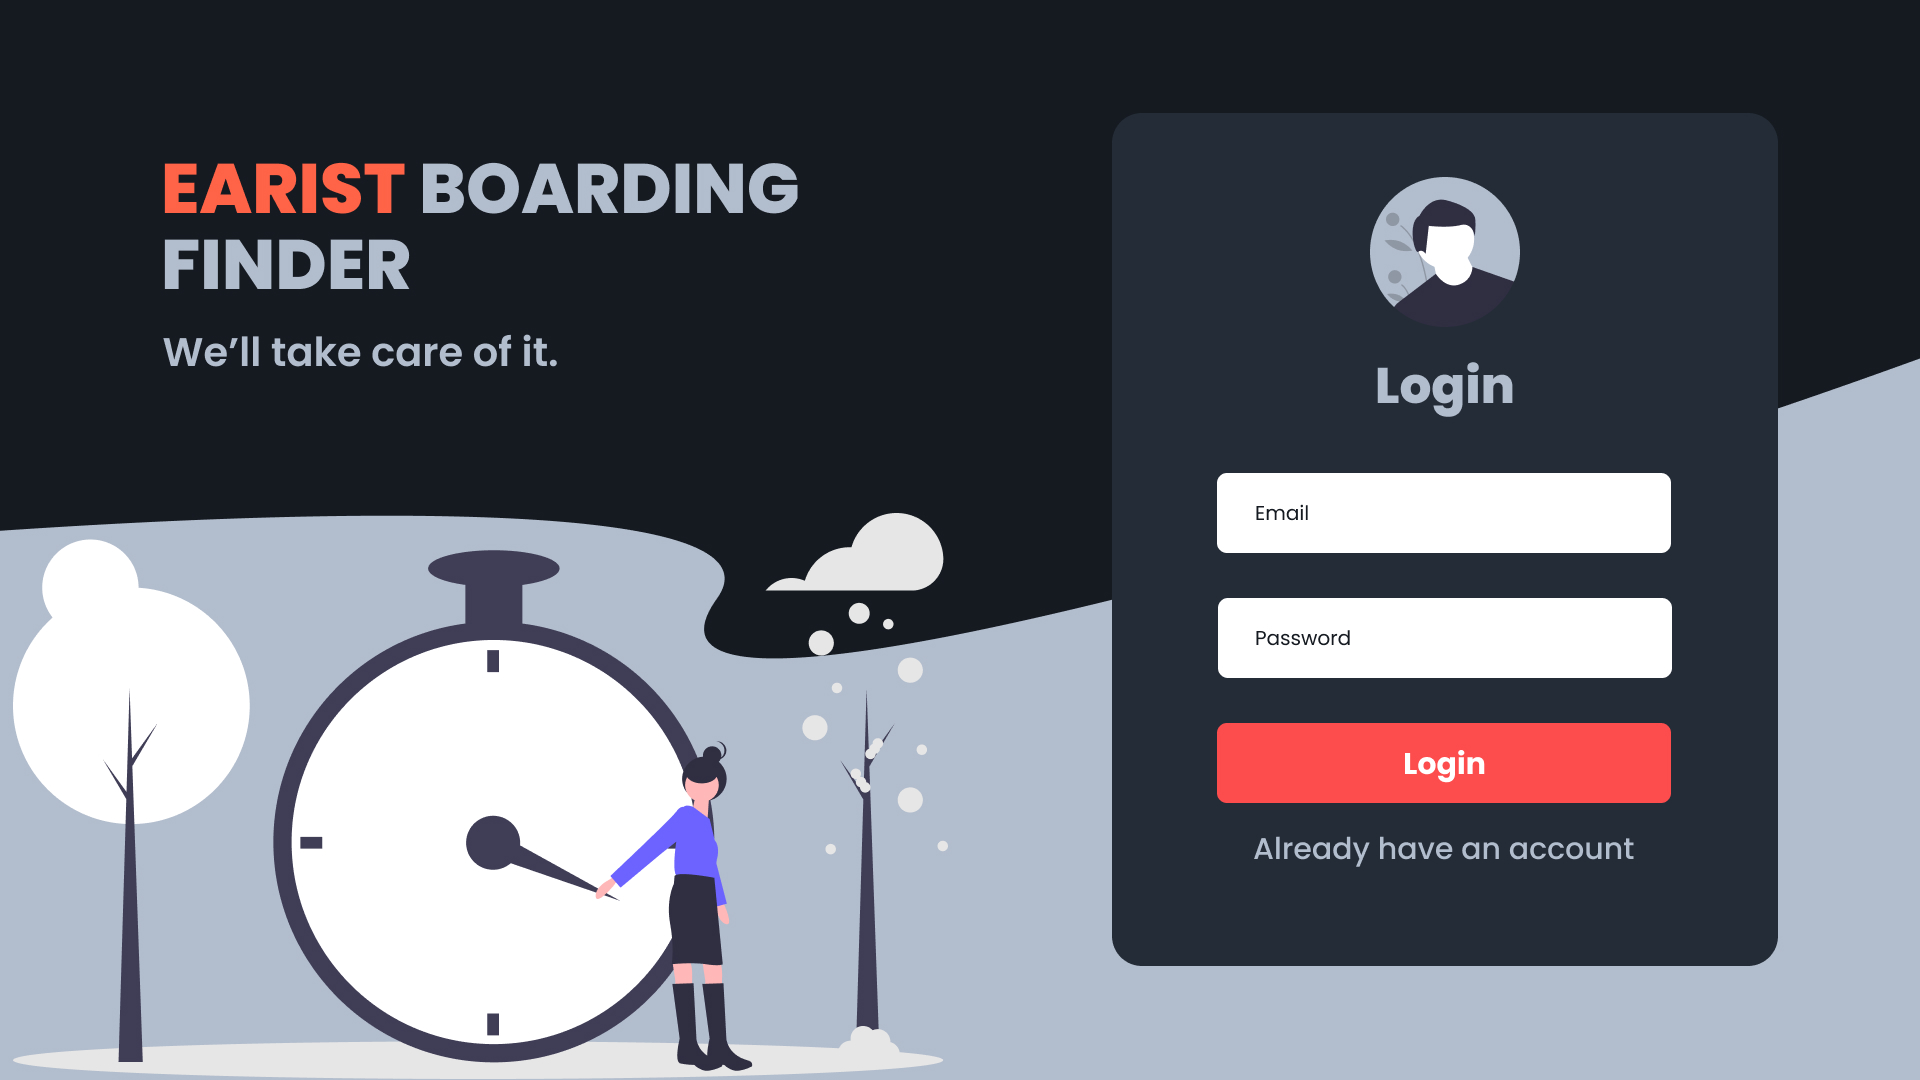 EARIST BOARDING
FINDER
We’ll take care of it.
Login
Email
Password
Login
Already have an account